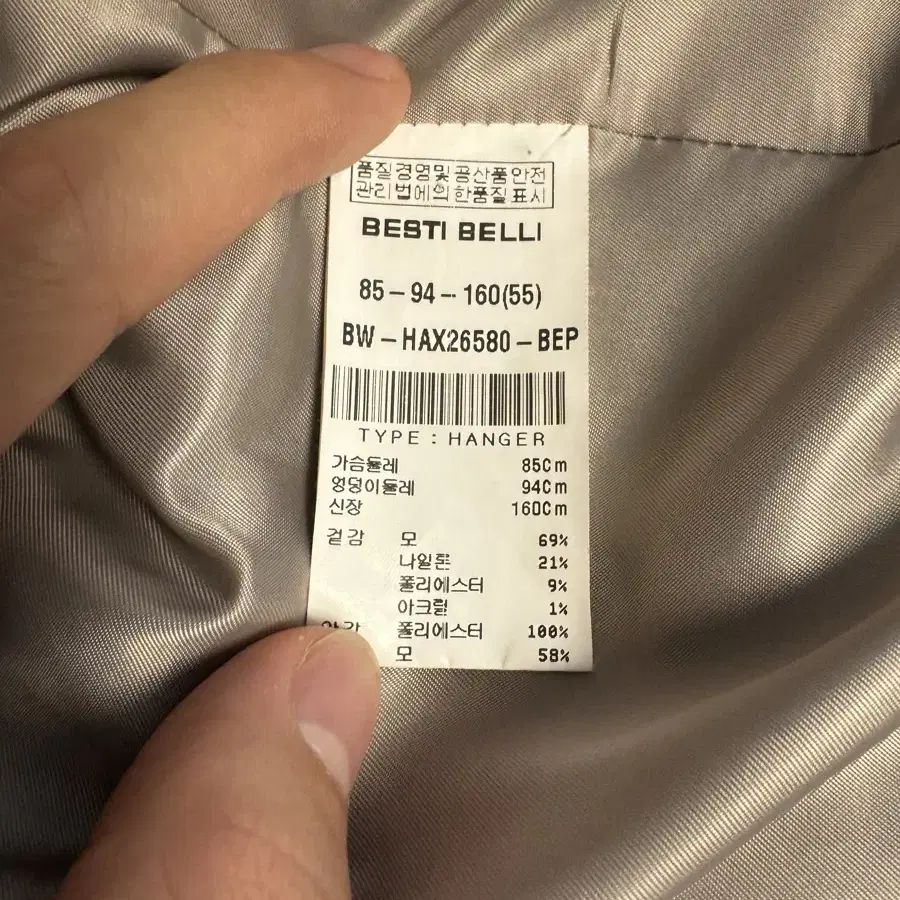 품질경영및공산품안전
관리법에의한품질표시
BESTI BELLI
85-94-160(55)
BW-HAX26580-BEP
TYPE : HANGER
가슴둘레 85Cm
엉덩이둘레 94Cm
신장 160Cm
겉감 모 69%
나일론 21%
폴리에스터 9%
아크릴 1%
폴리에스터 100%
모 58%